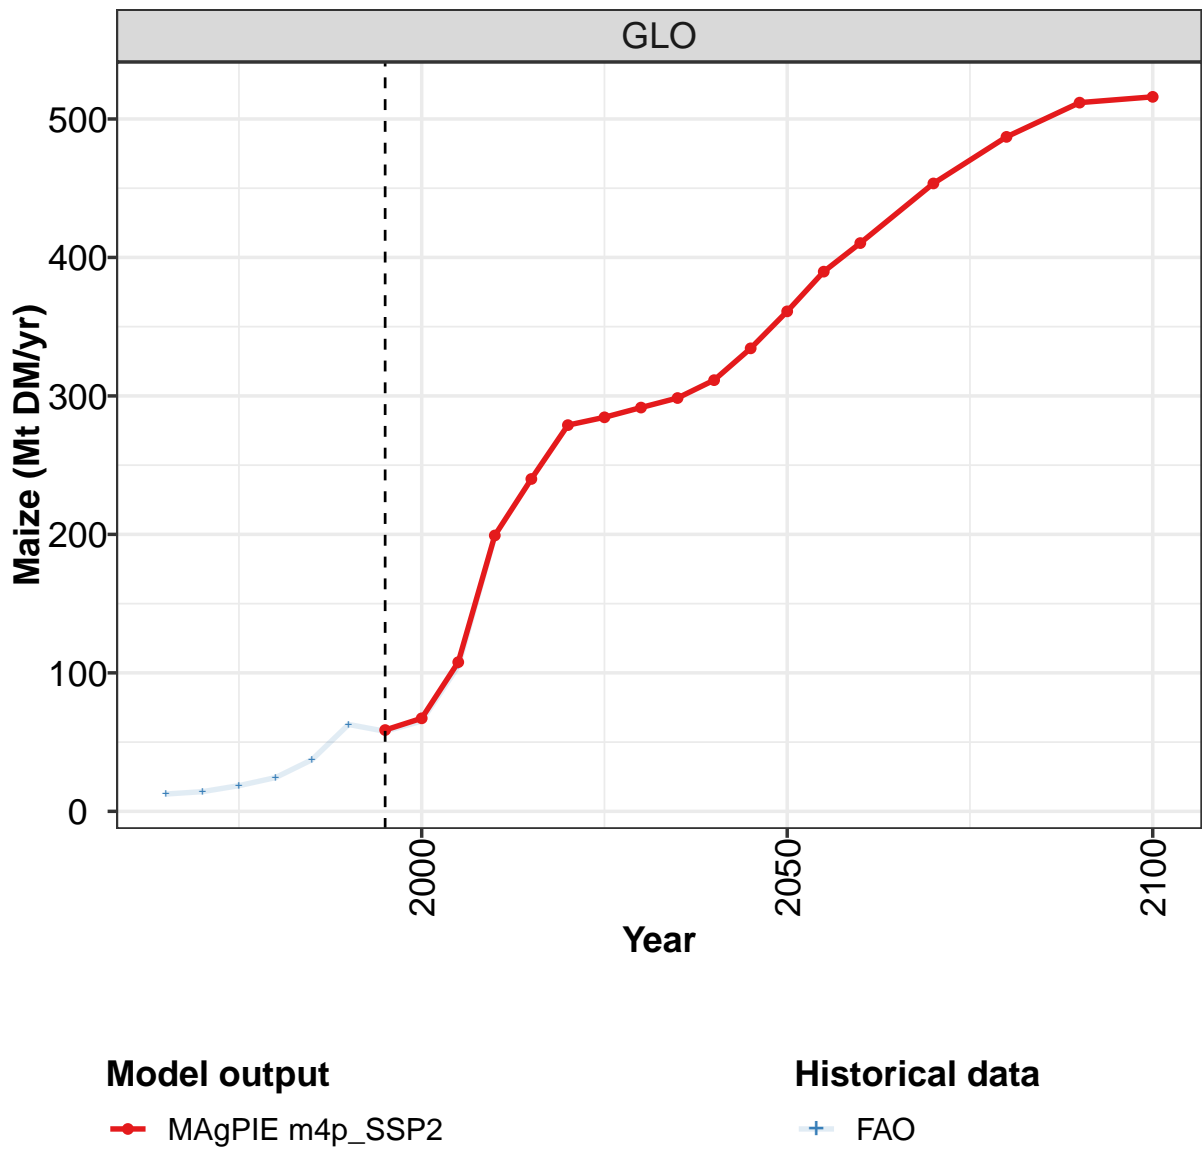 GLO
500
400
300
200
100
0
Maize (Mt DM/yr)
2000
2050
2100
Year
Model output
MAgPIE m4p_SSP2
Historical data
FAO